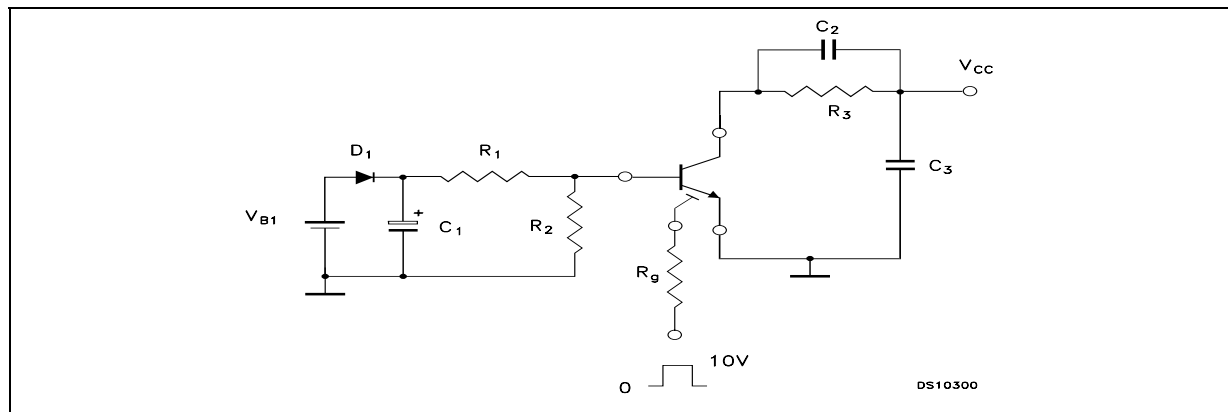 C2
VCC
R3
D1
R1
C3
VB1
+
C1
R2
Rg
10V
0
DS10300